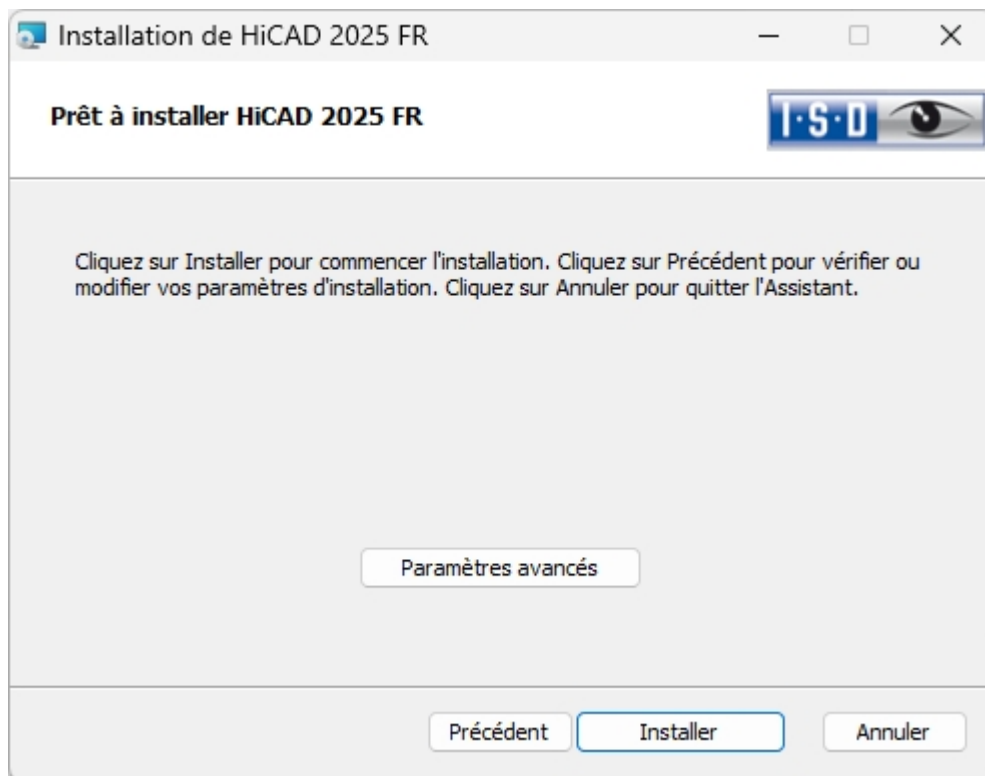 Installation de HiCAD 2025 FR
Prêt à installer HiCAD 2025 FR
I·S·D
Cliquez sur Installer pour commencer l'installation. Cliquez sur Précédent pour vérifier ou
modifier vos paramètres d'installation. Cliquez sur Annuler pour quitter l'Assistant.
Paramètres avancés
Précédent
Installer
Annuler